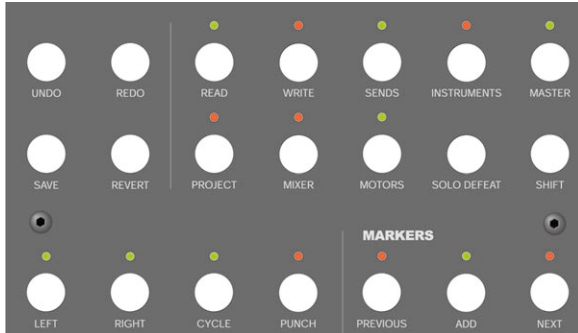 UNDO REDO READ WRITE SENDS INSTRUMENTS MASTER
SAVE REVERT PROJECT MIXER MOTORS SOLO DEFEAT SHIFT
MARKERS
LEFT RIGHT CYCLE PUNCH PREVIOUS ADD NEXT